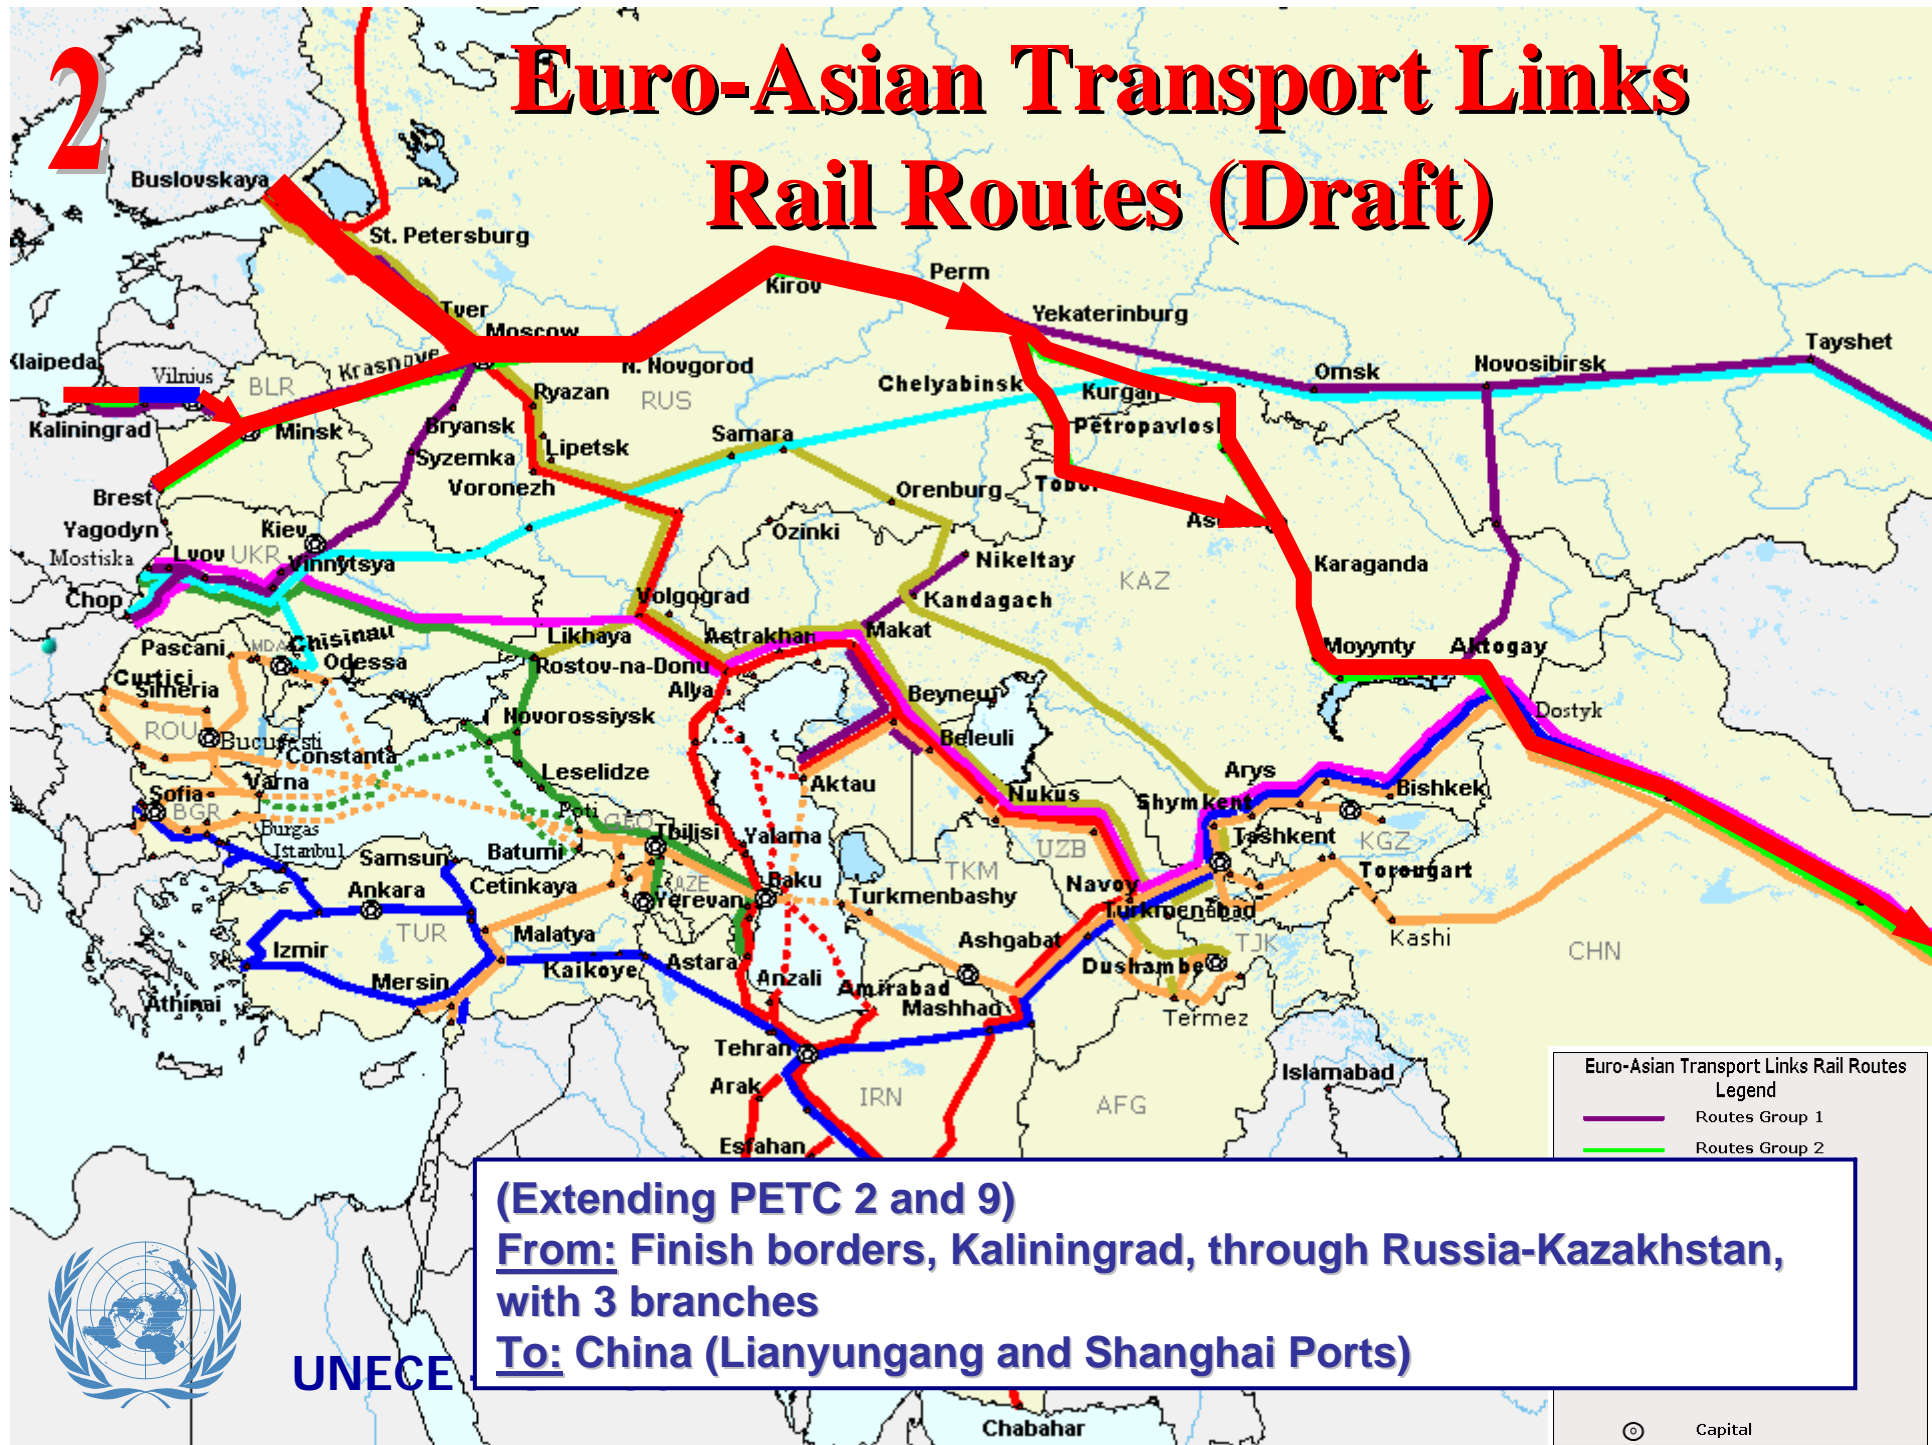 2
Euro-Asian Transport Links
Rail Routes (Draft)
Buslovskaya
St. Petersburg
Perm
Kirov
Yekaterinburg
Tver
Moscow
Tayshet
Klaipeda
Krasnoye
N. Novgorod
Omsk
Novosibirsk
Vilnius
BLR
Ryazan
RUS
Chelyabinsk
Kurgan
Kaliningrad
Minsk
Bryansk
Samara
Petropavlosk
Syzemka
Lipetsk
Brest
Voronezh
Orenburg
Tobol
Yagodyn
Kiev
Ozinki
Mostiska
Lvov
UKR
Vinnytsya
Nikeltay
Karaganda
KAZ
Chop
Volgograd
Kandagach
Pascani
MDA
Chisinau
Likhaya
Astrakhan
Makat
Moyynty
Aktogay
Odessa
Rostov-na-Donu
Curtici
Simeria
Alya
Beyneu
Dostyk
ROU
Bucuresti
Novorossiysk
Beleuli
Constanta
Leselidze
Aktau
Arys
Varna
Sofia
BGR
Nukus
Shymkent
Bishkek
Poti
GEO
Burgas
Tbilisi
Yalama
Tashkent
KGZ
Istanbul
Samsun
Batumi
UZB
TKM
Torougart
Ankara
Cetinkaya
AZE
Baku
Navoy
Yerevan
Turkmenbashy
Turkmenabad
TUR
Malatya
Ashgabat
Kashi
Izmir
TJK
CHN
Mersin
Kaikoye
Astara
Dushambe
Anzali
Amirabad
Athinai
Mashhad
Termez
Tehran
Islamabad
Arak
IRN
AFG
Esfahan
Euro-Asian Transport Links Rail Routes
Legend
Routes Group 1
Routes Group 2
(Extending PETC 2 and 9)
From: Finish borders, Kaliningrad, through Russia-Kazakhstan,
with 3 branches
To: China (Lianyungang and Shanghai Ports)
UNECE
Chabahar
Capital